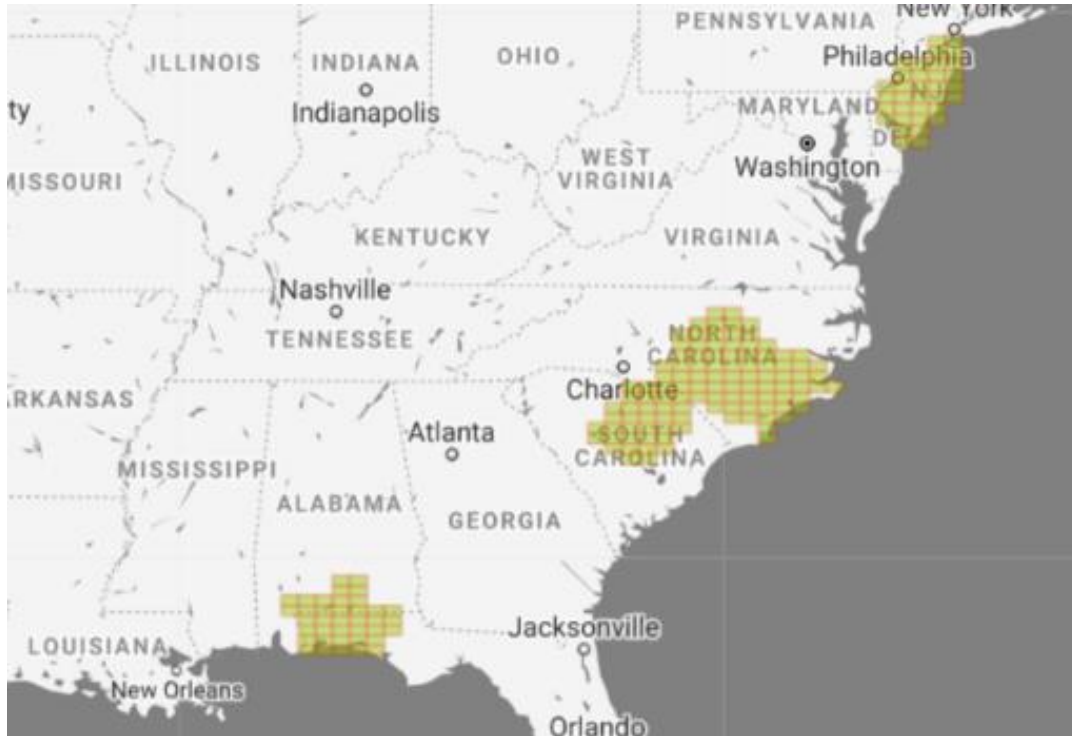 New York
PENNSYLVANIA
OHIO
ILLINOIS
INDIANA
Philadelphia
NJ
Indianapolis
MARYLAND
ty
DE
WEST
VIRGINIA
Washington
MISSOURI
KENTUCKY
VIRGINIA
Nashville
TENNESSEE
NORTH
CAROLINA
Charlotte
ARKANSAS
Atlanta
SOUTH
CAROLINA
MISSISSIPPI
ALABAMA
GEORGIA
Jacksonville
LOUISIANA
New Orleans
Orlando